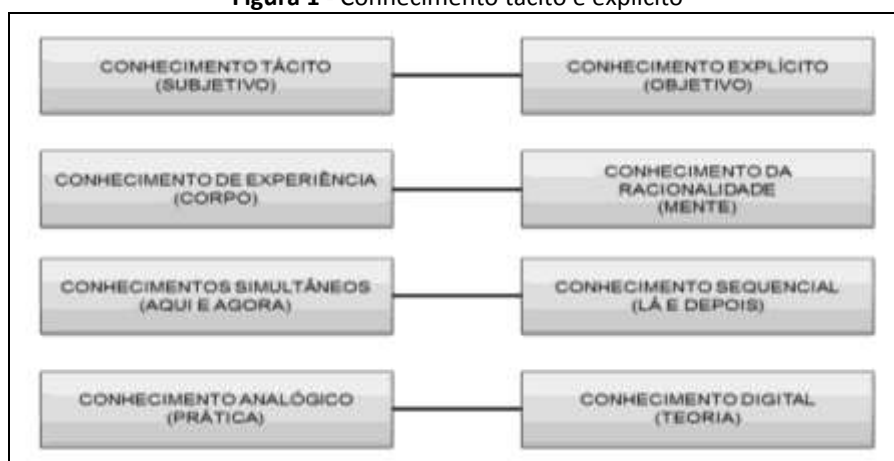 Figura 1 - Conhecimento tácito e explícito
CONHECIMENTO TÁCITO
(SUBJETIVO)
CONHECIMENTO EXPLÍCITO
(OBJETIVO)
CONHECIMENTO DE EXPERIÊNCIA
(CORPO)
CONHECIMENTO DA
RACIONALIDADE
(MENTE)
CONHECIMENTOS SIMULTÂNEOS
(AQUI E AGORA)
CONHECIMENTO SEQUENCIAL
(LÁ E DEPOIS)
CONHECIMENTO ANALÓGICO
(PRÁTICA)
CONHECIMENTO DIGITAL
(TEORIA)